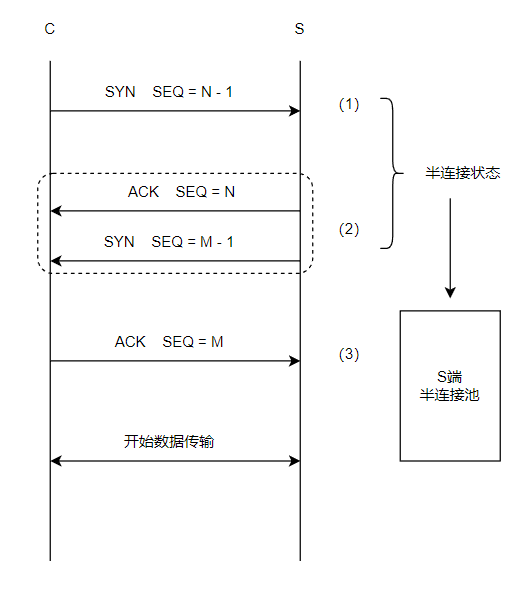 C
S
SYN SEQ = N - 1
(1)
ACK SEQ = N
半连接状态
(2)
SYN SEQ = M - 1
ACK SEQ = M
(3)
S端
半连接池
开始数据传输